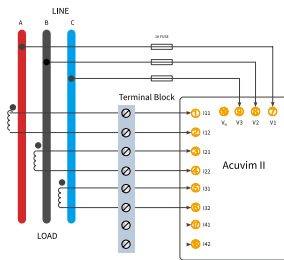 LINE
A B C
1A FUSE
Terminal Block
Vn V3 V2 V1
I11
I12
I21
Acuvim II
I22
I31
I32
I41
I42
LOAD